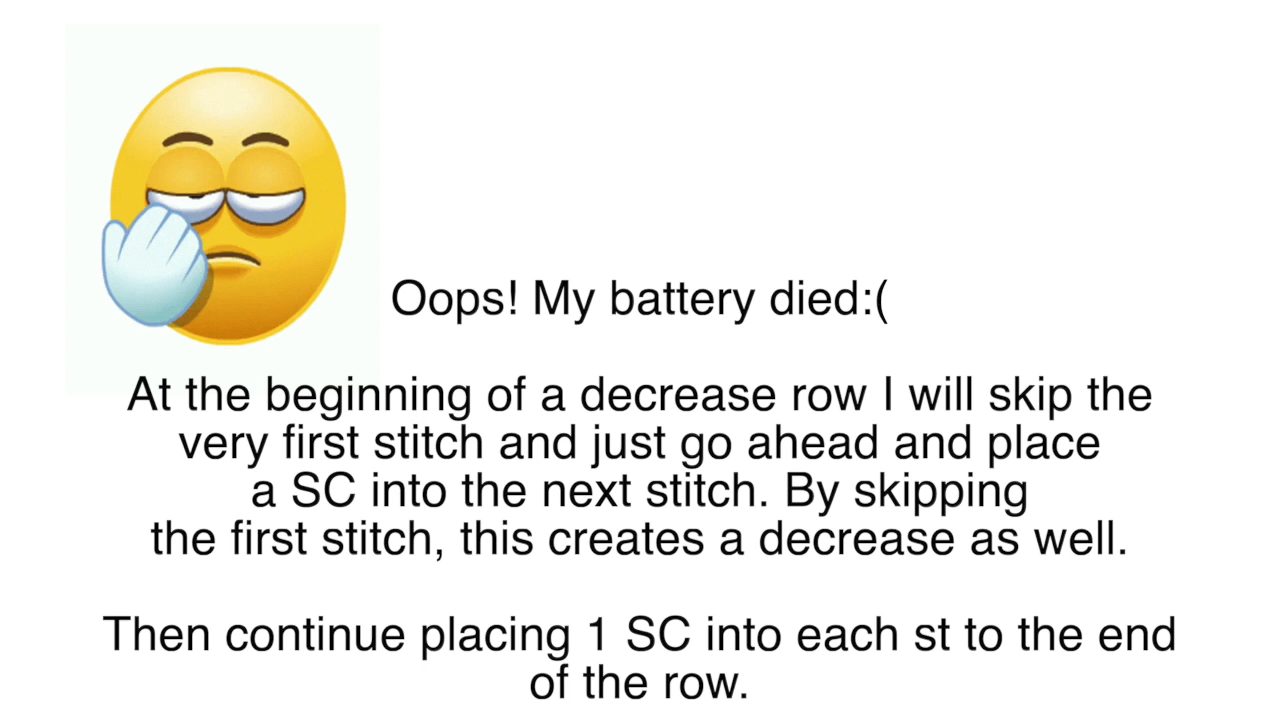 Oops! My battery died:(
At the beginning of a decrease row I will skip the
very first stitch and just go ahead and place
a SC into the next stitch. By skipping
the first stitch, this creates a decrease as well.
Then continue placing 1 SC into each st to the end
of the row.